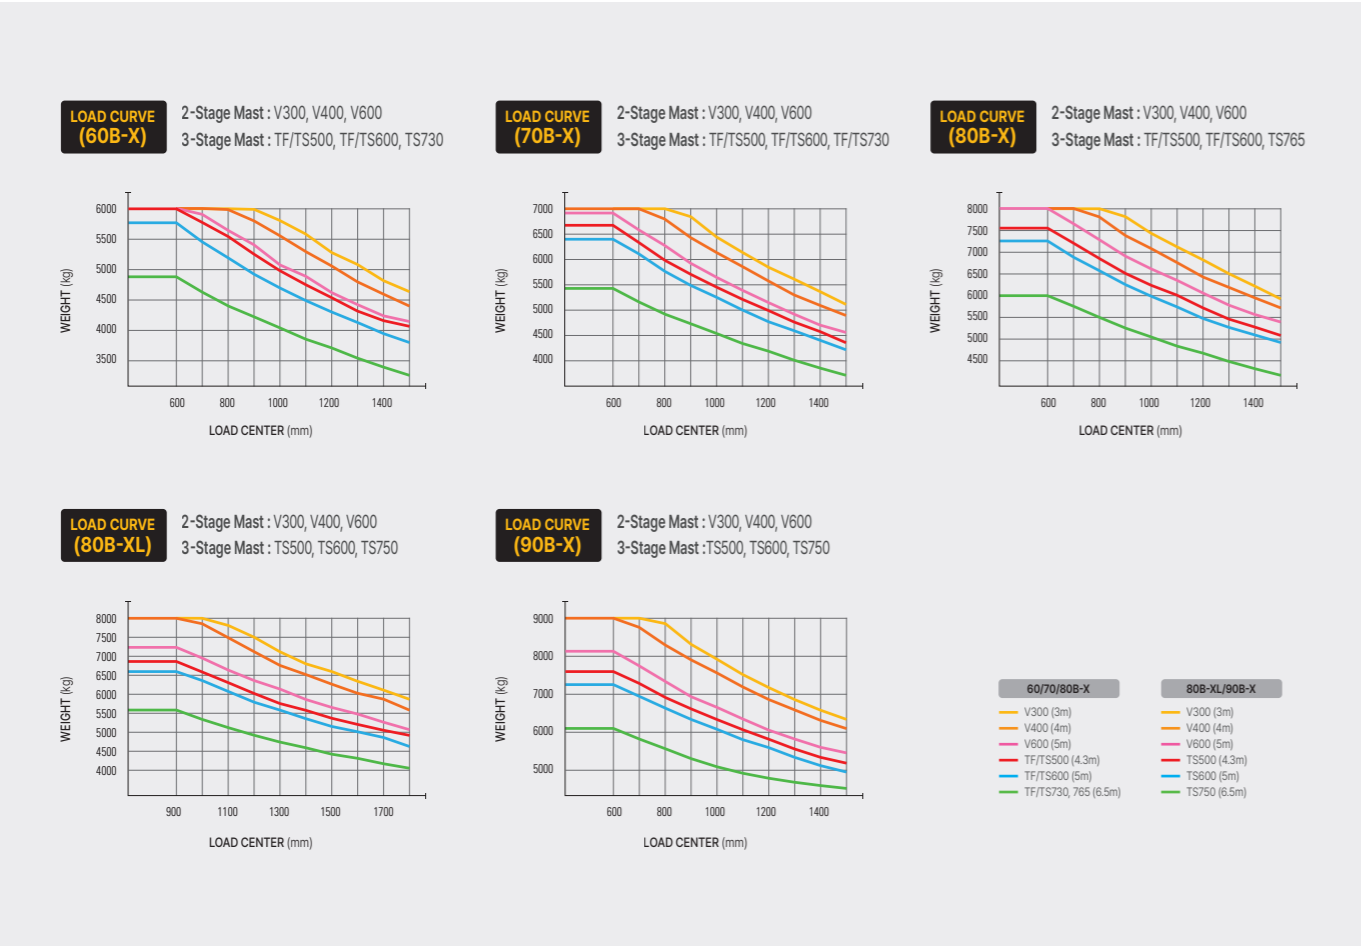 LOAD CURVE
(60B-X)
2-Stage Mast : V300, V400, V600
3-Stage Mast : TF/TS500, TF/TS600, TS730
WEIGHT (kg)
6000
5500
5000
4500
4000
3500
600 800 1000 1200 1400
LOAD CENTER (mm)
LOAD CURVE
(70B-X)
2-Stage Mast : V300, V400, V600
3-Stage Mast : TF/TS500, TF/TS600, TF/TS730
WEIGHT (kg)
7000
6500
6000
5500
5000
4500
4000
600 800 1000 1200 1400
LOAD CENTER (mm)
LOAD CURVE
(80B-X)
2-Stage Mast : V300, V400, V600
3-Stage Mast : TF/TS500, TF/TS600, TS765
WEIGHT (kg)
8000
7500
7000
6500
6000
5500
5000
4500
600 800 1000 1200 1400
LOAD CENTER (mm)
LOAD CURVE
(80B-XL)
2-Stage Mast : V300, V400, V600
3-Stage Mast : TS500, TS600, TS750
WEIGHT (kg)
8000
7500
7000
6500
6000
5500
5000
4500
4000
900 1100 1300 1500 1700
LOAD CENTER (mm)
LOAD CURVE
(90B-X)
2-Stage Mast : V300, V400, V600
3-Stage Mast :TS500, TS600, TS750
WEIGHT (kg)
9000
8000
7000
6000
5000
600 800 1000 1200 1400
LOAD CENTER (mm)
60/70/80B-X
V300 (3m)
V400 (4m)
V600 (5m)
TF/TS500 (4.3m)
TF/TS600 (5m)
TF/TS730, 765 (6.5m)
80B-XL/90B-X
V300 (3m)
V400 (4m)
V600 (5m)
TS500 (4.3m)
TS600 (5m)
TS750 (6.5m)